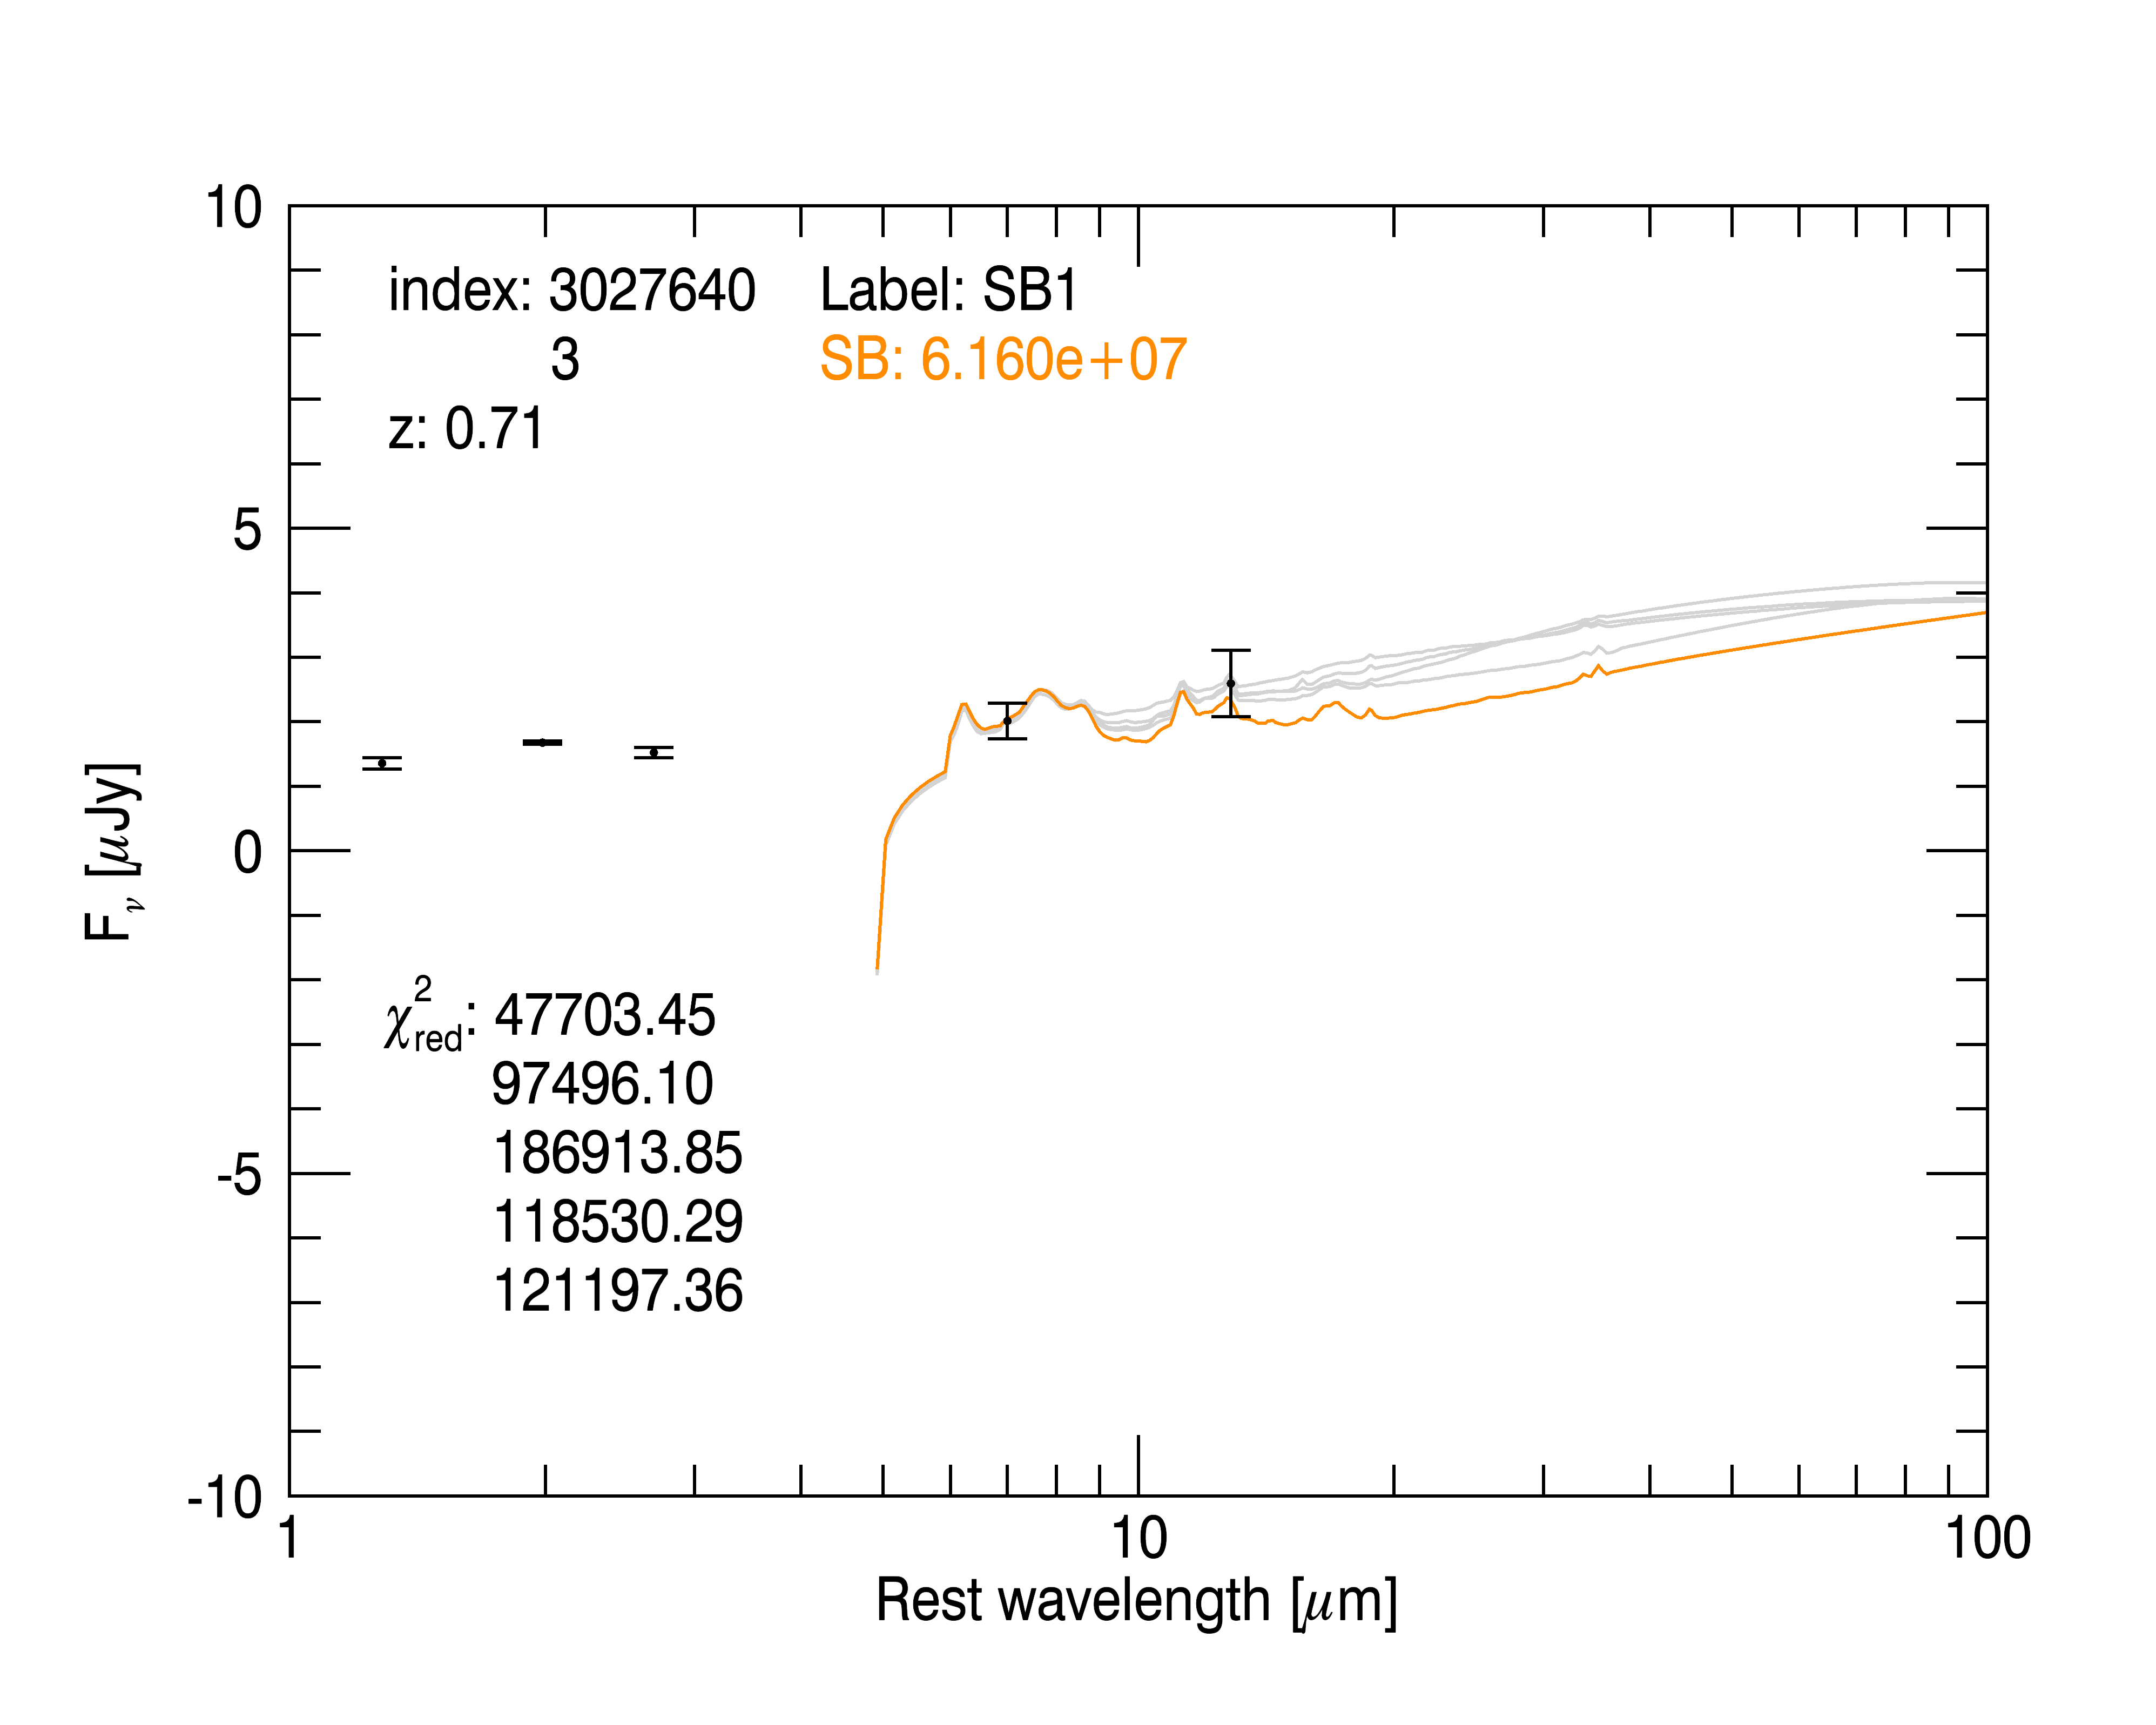 10
index: 3027640 Label: SB1
3 SB: 6.160e+07
z: 0.71
5
0
F_ν [μJy]
χ²_red: 47703.45
97496.10
186913.85
-5
118530.29
121197.36
-10
1 10 100
Rest wavelength [μm]